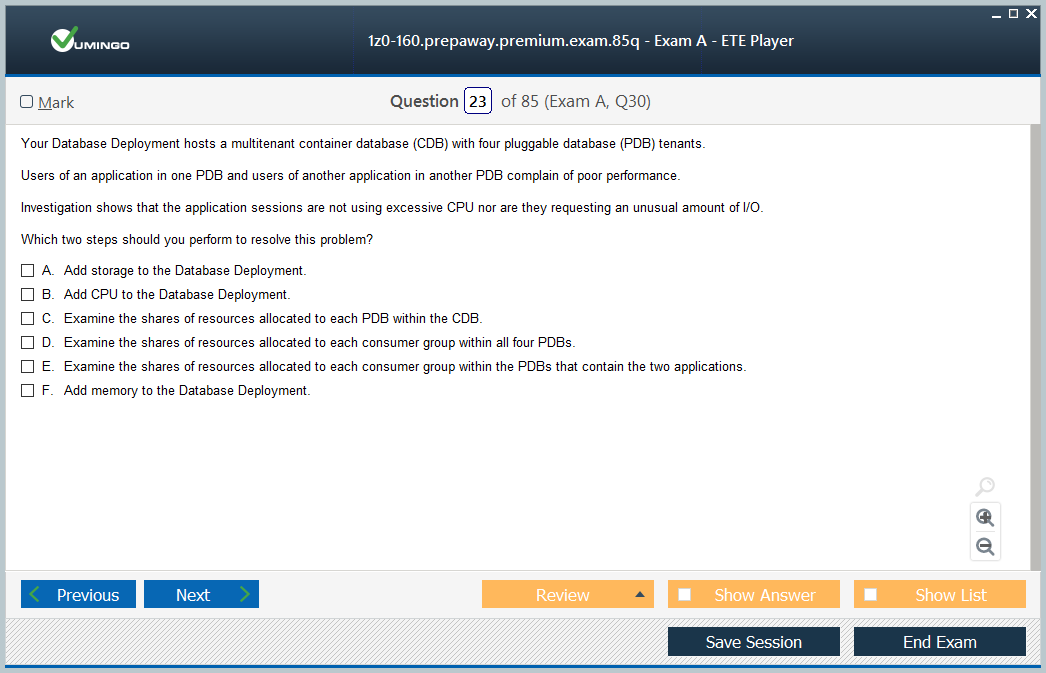 VUMINGO
1z0-160.prepaway.premium.exam.85q - Exam A - ETE Player
Mark
Question 23 of 85 (Exam A, Q30)
Your Database Deployment hosts a multitenant container database (CDB) with four pluggable database (PDB) tenants.
Users of an application in one PDB and users of another application in another PDB complain of poor performance.
Investigation shows that the application sessions are not using excessive CPU nor are they requesting an unusual amount of I/O.
Which two steps should you perform to resolve this problem?
A. Add storage to the Database Deployment.
B. Add CPU to the Database Deployment.
C. Examine the shares of resources allocated to each PDB within the CDB.
D. Examine the shares of resources allocated to each consumer group within all four PDBs.
E. Examine the shares of resources allocated to each consumer group within the PDBs that contain the two applications.
F. Add memory to the Database Deployment.
Previous Next Review Show Answer Show List
Save Session End Exam